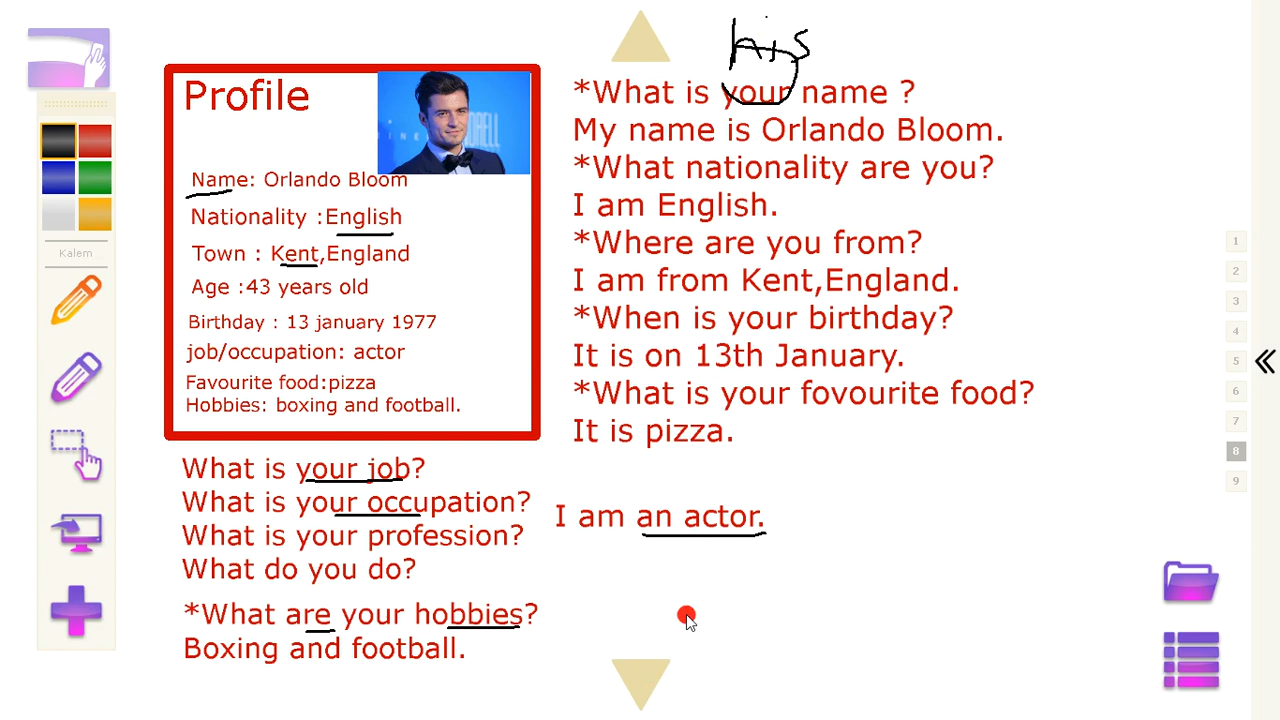 his
Profile
Name: Orlando Bloom
Nationality :English
Town : Kent,England
Age :43 years old
Birthday : 13 january 1977
job/occupation: actor
Favourite food:pizza
Hobbies: boxing and football.
*What is your name ?
My name is Orlando Bloom.
*What nationality are you?
I am English.
*Where are you from?
I am from Kent,England.
*When is your birthday?
It is on 13th January.
*What is your fovourite food?
It is pizza.
What is your job?
What is your occupation?
What is your profession?
What do you do?
I am an actor.
*What are your hobbies?
Boxing and football.
Kalem
1
2
3
4
5
6
7
8
9